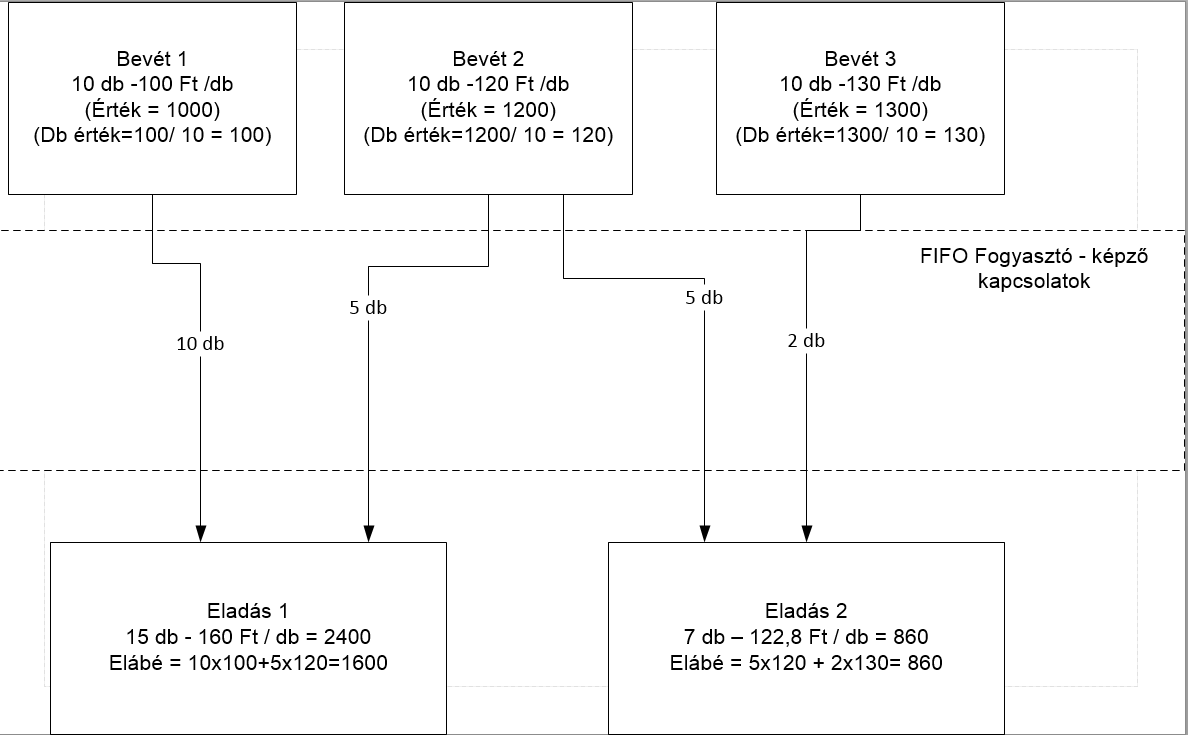 Bevét 1
10 db -100 Ft /db
(Érték = 1000)
(Db érték=100/ 10 = 100)
Bevét 2
10 db -120 Ft /db
(Érték = 1200)
(Db érték=1200/ 10 = 120)
Bevét 3
10 db -130 Ft /db
(Érték = 1300)
(Db érték=1300/ 10 = 130)
FIFO Fogyasztó - képző
kapcsolatok
10 db
5 db
5 db
2 db
Eladás 1
15 db - 160 Ft / db = 2400
Elábé = 10x100+5x120=1600
Eladás 2
7 db – 122,8 Ft / db = 860
Elábé = 5x120 + 2x130= 860